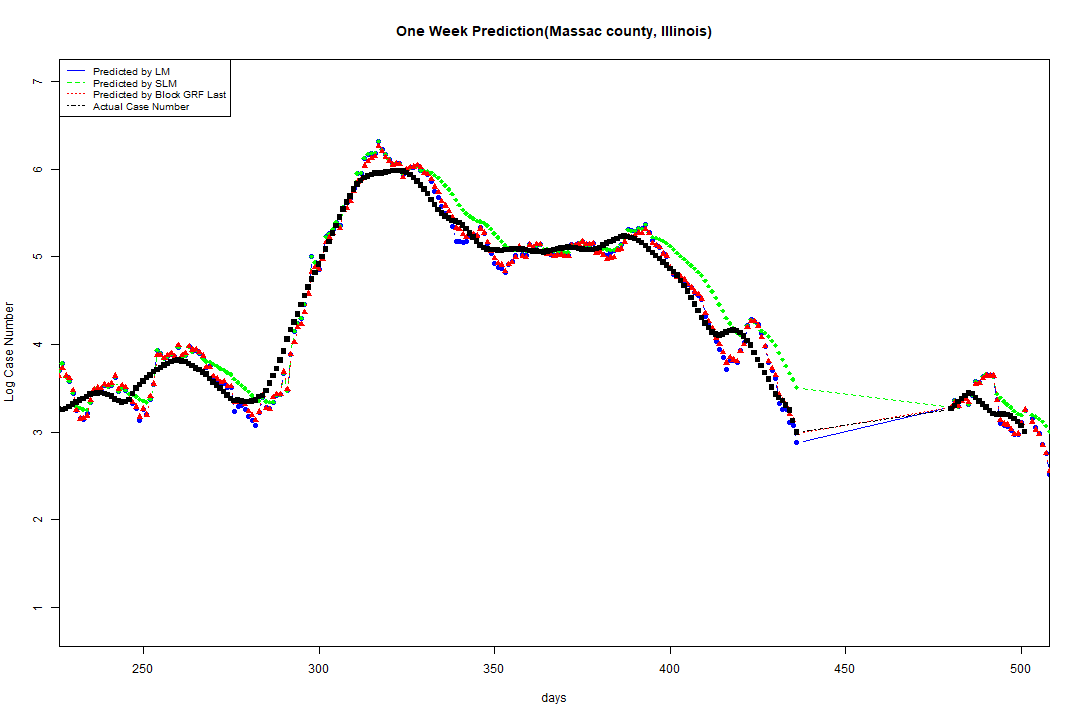 One Week Prediction(Massac county, Illinois)
Predicted by LM
Predicted by SLM
Predicted by Block GRF Last
Actual Case Number
7
6
5
4
3
2
1
Log Case Number
250 300 350 400 450 500
days